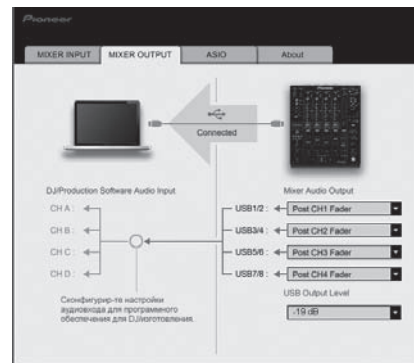 Pioneer
MIXER INPUT MIXER OUTPUT ASIO About
Connected
Pioneer
DJ/Production Software Audio Input Mixer Audio Output
CH A : USB1/2 : Post CH1 Fader
CH B : USB3/4 : Post CH2 Fader
CH C : USB5/6 : Post CH3 Fader
CH D : USB7/8 : Post CH4 Fader
Сконфигурир-те настройки
аудиовхода для программного
обеспечения для DJ/изготовления.
USB Output Level
-19 dB